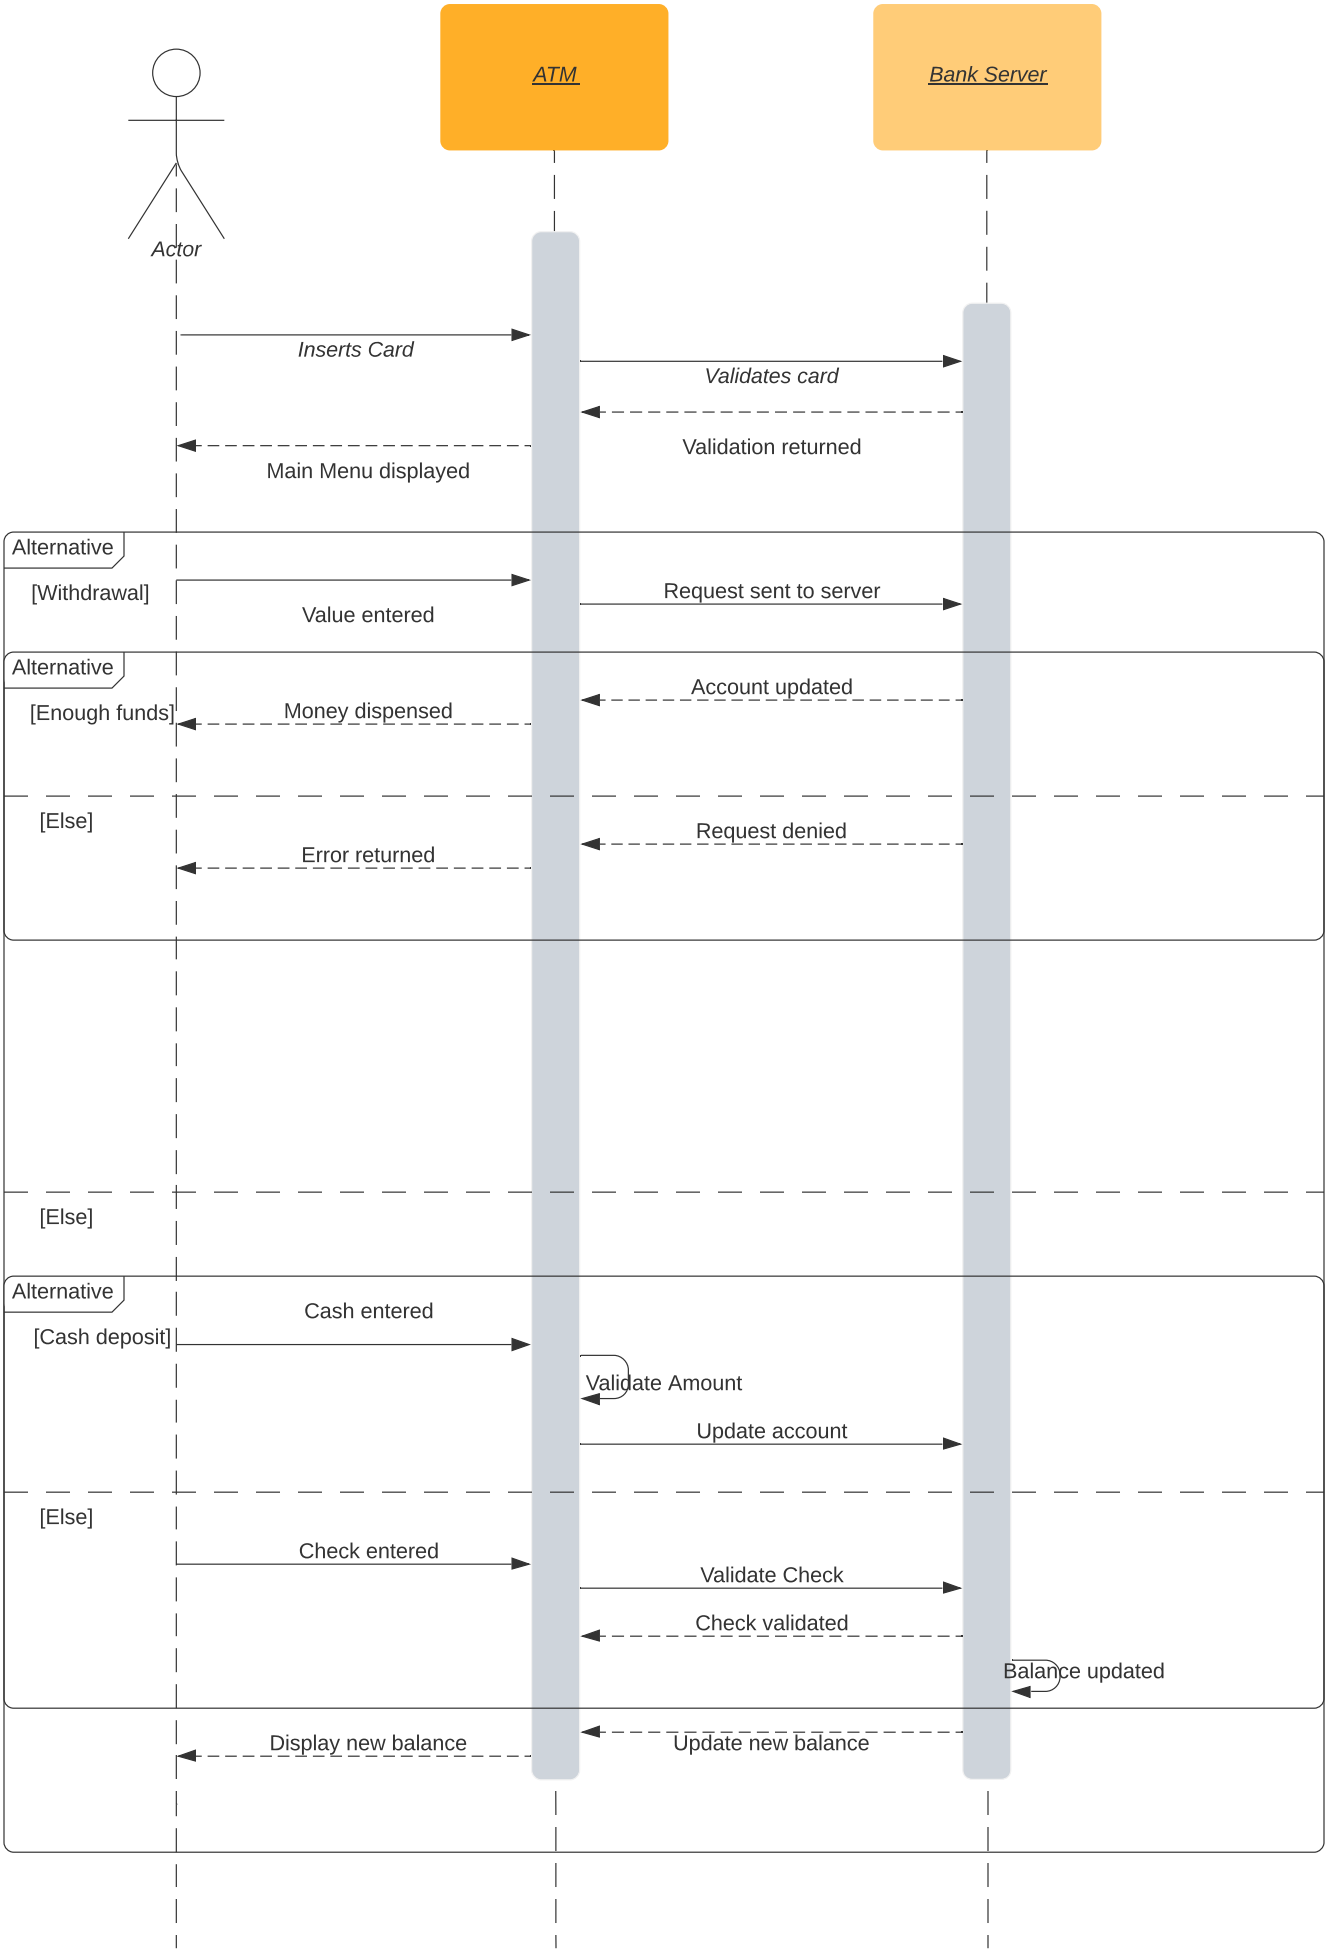 ATM
Bank Server
Actor
Inserts Card
Validates card
Validation returned
Main Menu displayed
Alternative
[Withdrawal]
Request sent to server
Value entered
Alternative
Account updated
[Enough funds]
Money dispensed
[Else]
Request denied
Error returned
[Else]
Alternative
Cash entered
[Cash deposit]
Validate Amount
Update account
[Else]
Check entered
Validate Check
Check validated
Balance updated
Display new balance
Update new balance